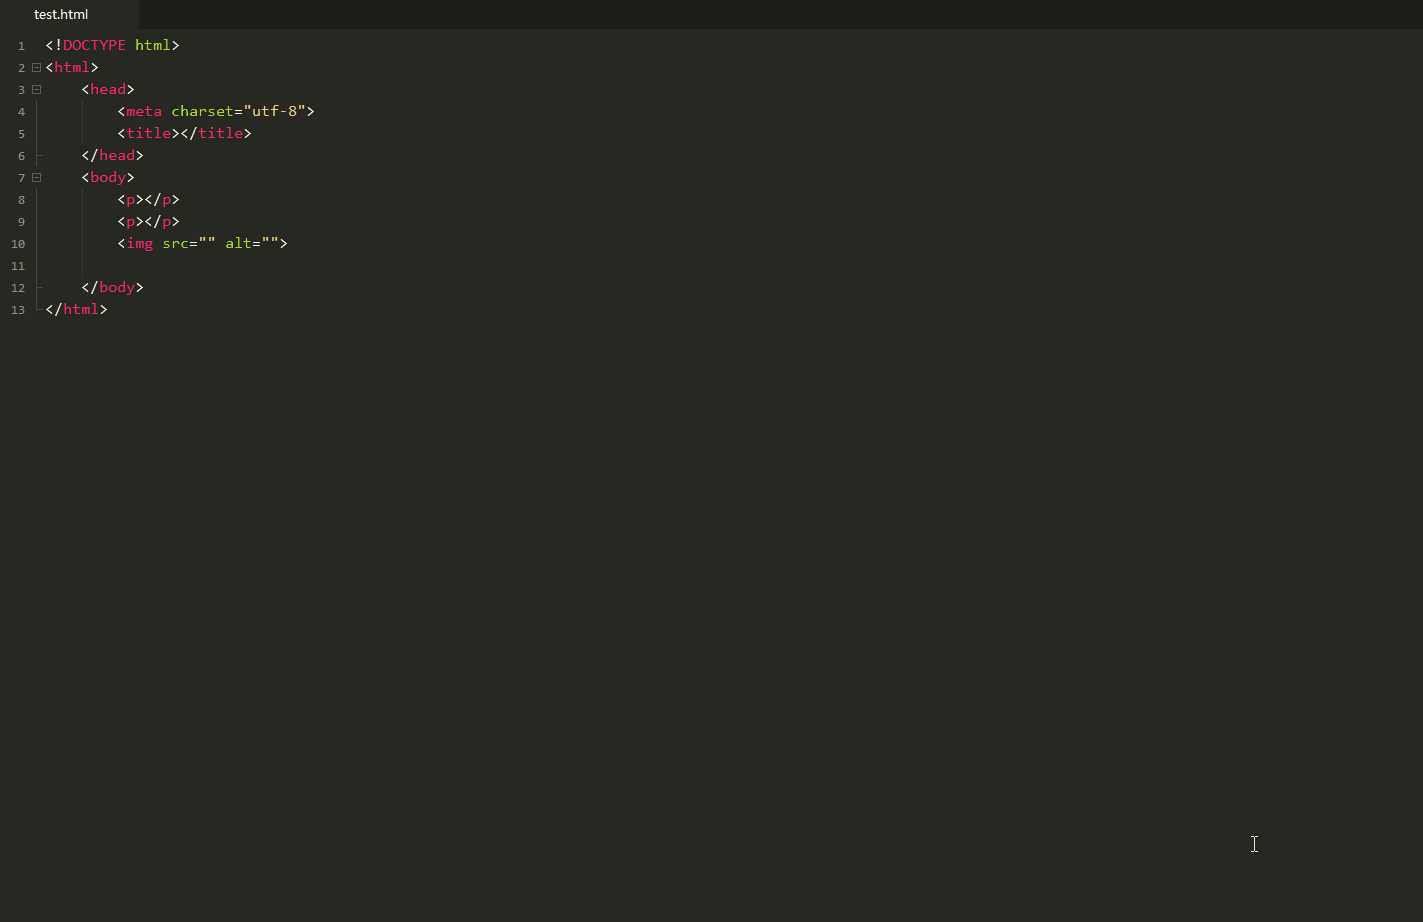 test.html
1 <!DOCTYPE html>
2 <html>
3     <head>
4         <meta charset="utf-8">
5         <title></title>
6     </head>
7     <body>
8         <p></p>
9         <p></p>
10         <img src="" alt="">
11
12     </body>
13 </html>